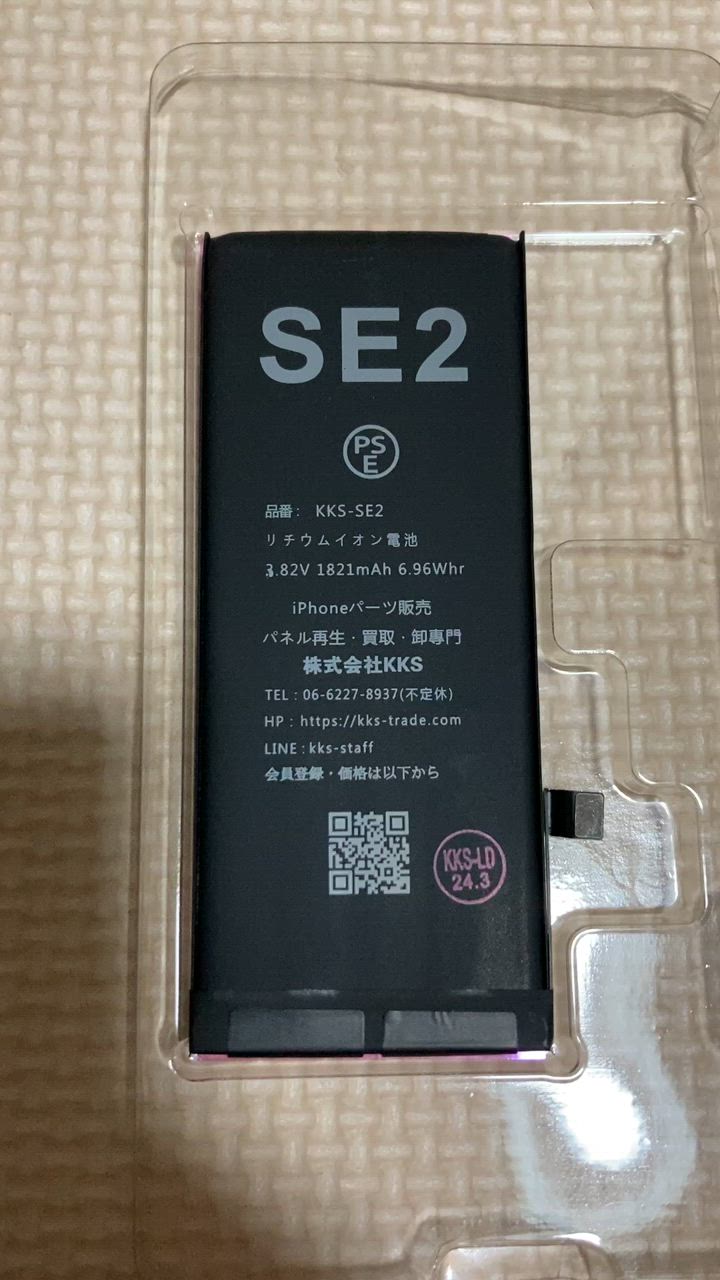 SE2
PS
E
品番： KKS-SE2
リチウムイオン電池
3.82V 1821mAh 6.96Whr
iPhoneパーツ販売
パネル再生・買取・卸専門
株式会社KKS
TEL：06-6227-8937(不定休)
HP：https://kks-trade.com
LINE：kks-staff
会員登録・価格は以下から
KKS-LD
24.3